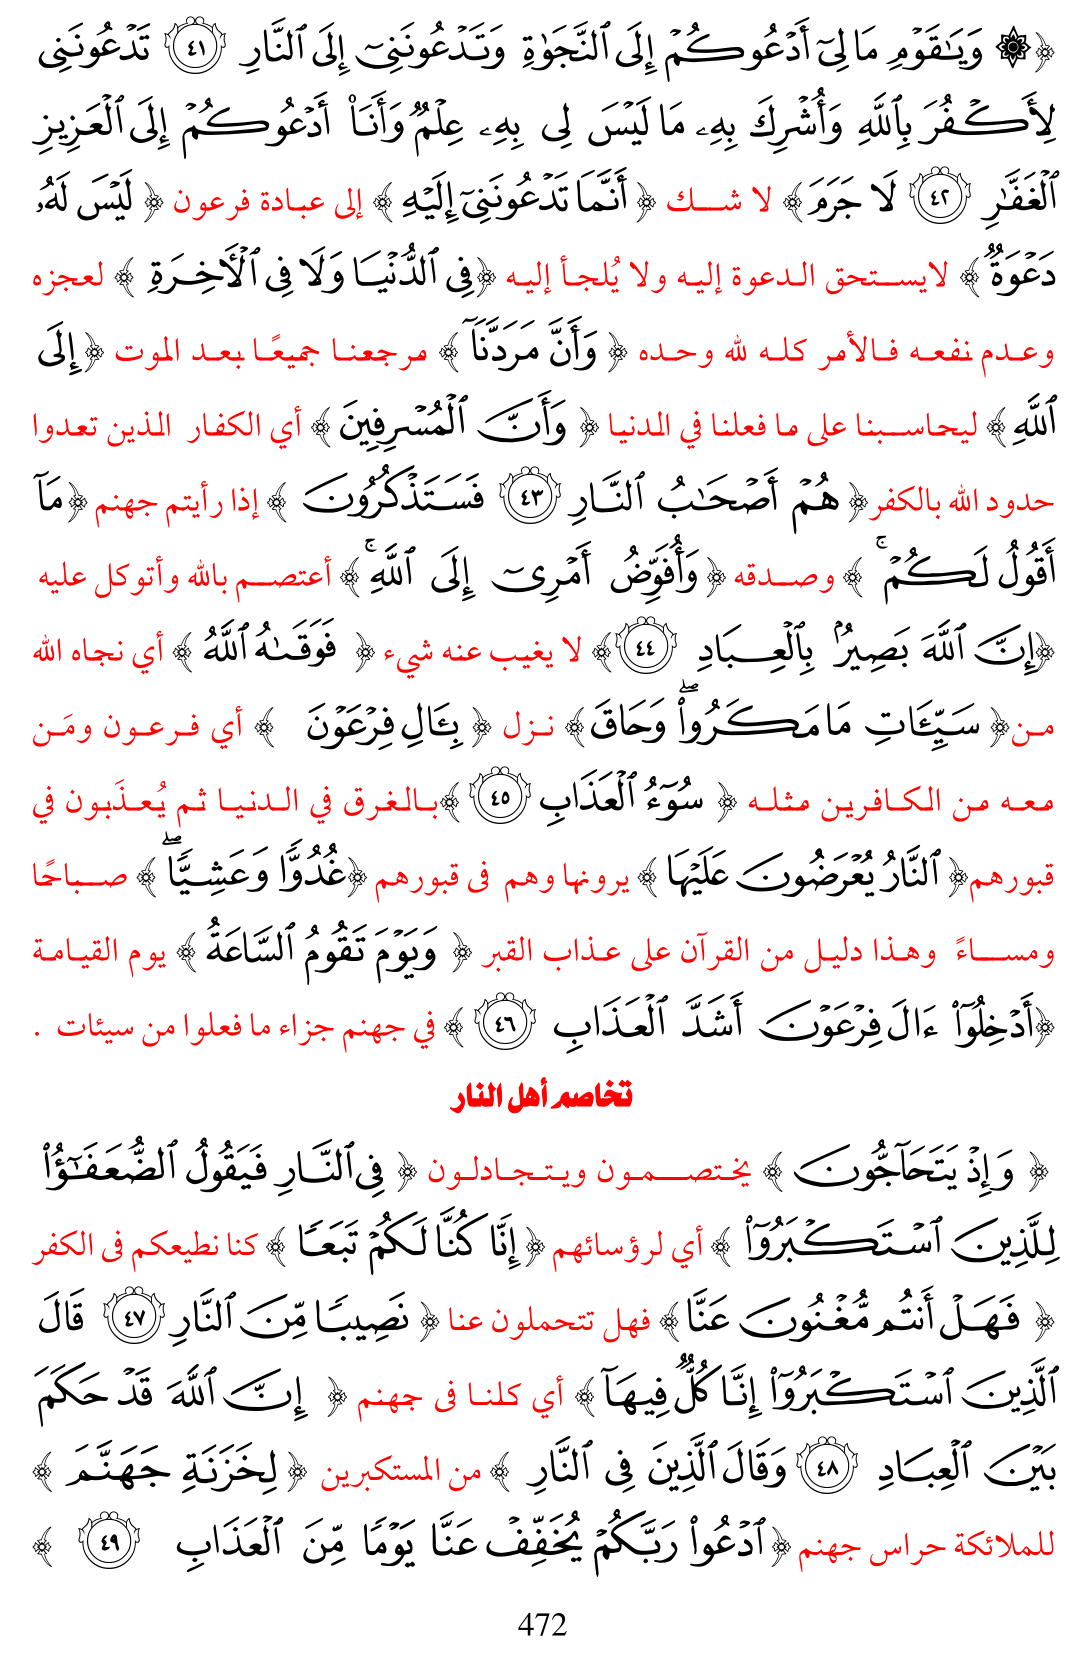 ﴿ ۞ وَيَـٰقَوۡمِ مَا لِيٓ أَدۡعُوكُمۡ إِلَى ٱلنَّجَوٰةِ وَتَدۡعُونَنِيٓ إِلَى ٱلنَّارِ ٤١ تَدۡعُونَنِي
لِأَكۡفُرَ بِٱللَّهِ وَأُشۡرِكَ بِهِۦ مَا لَيۡسَ لِي بِهِۦ عِلۡمٞ وَأَنَا۠ أَدۡعُوكُمۡ إِلَى ٱلۡعَزِيزِ
ٱلۡغَفَّٰرِ ٤٢ لَا جَرَمَ﴾ لا شك ﴿ أَنَّمَا تَدۡعُونَنِيٓ إِلَيۡهِ ﴾ إلى عبادة فرعون ﴿ لَيۡسَ لَهُۥ
دَعۡوَةٞ ﴾ لايستحق الدعوة إليه ولا يُلجأ إليه ﴿فِي ٱلدُّنۡيَا وَلَا فِي ٱلۡأٓخِرَةِ ﴾ لعجزه
وعدم نفعه فالأمر كله لله وحده ﴿ وَأَنَّ مَرَدَّنَآ ﴾ مرجعنا جميعًا بعد الموت ﴿ إِلَى
ٱللَّهِ ﴾ ليحاسبنا على ما فعلنا في الدنيا ﴿ وَأَنَّ ٱلۡمُسۡرِفِينَ ﴾ أي الكفار الذين تعدوا
حدود الله بالكفر﴿ هُمۡ أَصۡحَٰبُ ٱلنَّارِ ٤٣ فَسَتَذۡكُرُونَ ﴾ إذا رأيتم جهنم ﴿ مَآ
أَقُولُ لَكُمۡۚ ﴾ وصدقه ﴿ وَأُفَوِّضُ أَمۡرِيٓ إِلَى ٱللَّهِۚ ﴾ أعتصم بالله وأتوكل عليه
﴿إِنَّ ٱللَّهَ بَصِيرُۢ بِٱلۡعِبَادِ ٤٤ ﴾ لا يغيب عنه شيء ﴿ فَوَقَىٰهُ ٱللَّهُ ﴾ أي نجاه الله
من﴿ سَيِّـَٔاتِ مَا مَكَرُواْۖ وَحَاقَ ﴾ نزل ﴿ بِـَٔالِ فِرۡعَوۡنَ ﴾ أي فرعون ومَن
معه من الكافرين مثله ﴿ سُوٓءُ ٱلۡعَذَابِ ٤٥ ﴾بالغرق في الدنيا ثم يُعذَبون في
قبورهم﴿ ٱلنَّارُ يُعۡرَضُونَ عَلَيۡهَا ﴾ يرونها وهم فى قبورهم ﴿غُدُوّٗا وَعَشِيّٗاۖ ﴾ صباحًا
ومساءً وهذا دليل من القرآن على عذاب القبر ﴿ وَيَوۡمَ تَقُومُ ٱلسَّاعَةُ ﴾ يوم القيامة
﴿أَدۡخِلُوٓاْ ءَالَ فِرۡعَوۡنَ أَشَدَّ ٱلۡعَذَابِ ٤٦ ﴾ في جهنم جزاء ما فعلوا من سيئات .
تخاصم أهل النار
﴿ وَإِذۡ يَتَحَآجُّونَ ﴾ يختصمون ويتجادلون ﴿ فِي ٱلنَّارِ فَيَقُولُ ٱلضُّعَفَٰٓؤُاْ
لِلَّذِينَ ٱسۡتَكۡبَرُوٓاْ ﴾ أي لرؤسائهم ﴿ إِنَّا كُنَّا لَكُمۡ تَبَعٗا ﴾ كنا نطيعكم فى الكفر
﴿ فَهَلۡ أَنتُم مُّغۡنُونَ عَنَّا ﴾ فهل تتحملون عنا ﴿ نَصِيبٗا مِّنَ ٱلنَّارِ ٤٧ قَالَ
ٱلَّذِينَ ٱسۡتَكۡبَرُوٓاْ إِنَّا كُلّٞ فِيهَآ ﴾ أي كلنا فى جهنم ﴿ إِنَّ ٱللَّهَ قَدۡ حَكَمَ
بَيۡنَ ٱلۡعِبَادِ ٤٨ وَقَالَ ٱلَّذِينَ فِي ٱلنَّارِ ﴾ من المستكبرين ﴿ لِخَزَنَةِ جَهَنَّمَ ﴾
للملائكة حراس جهنم ﴿ ٱدۡعُواْ رَبَّكُمۡ يُخَفِّفۡ عَنَّا يَوۡمٗا مِّنَ ٱلۡعَذَابِ ٤٩ ﴾
472